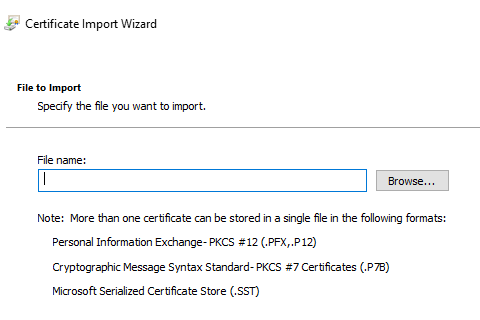 Certificate Import Wizard
File to Import
Specify the file you want to import.
File name:
Browse...
Note: More than one certificate can be stored in a single file in the following formats:
Personal Information Exchange- PKCS #12 (.PFX,.P12)
Cryptographic Message Syntax Standard- PKCS #7 Certificates (.P7B)
Microsoft Serialized Certificate Store (.SST)